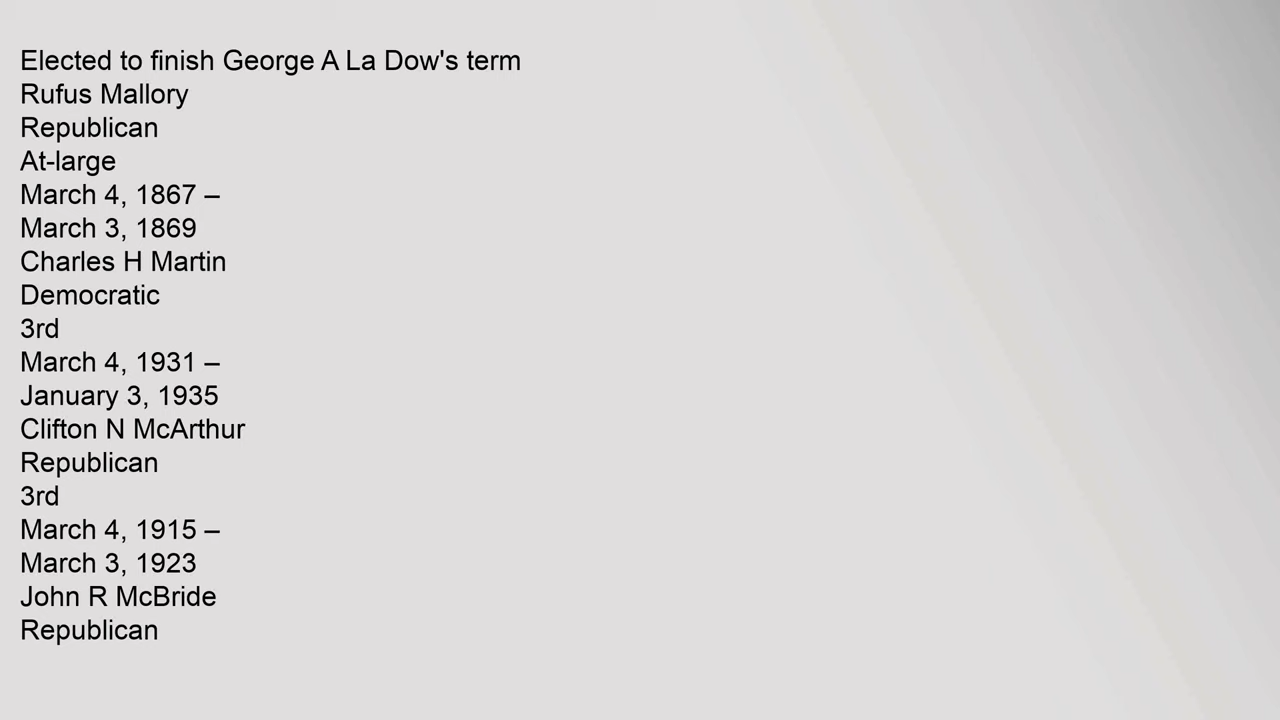 Elected to finish George A La Dow's term
Rufus Mallory
Republican
At-large
March 4, 1867 –
March 3, 1869
Charles H Martin
Democratic
3rd
March 4, 1931 –
January 3, 1935
Clifton N McArthur
Republican
3rd
March 4, 1915 –
March 3, 1923
John R McBride
Republican